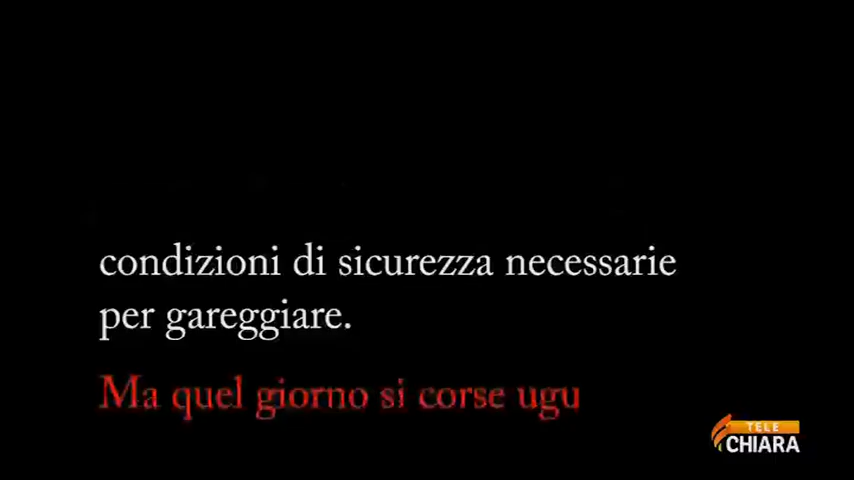 condizioni di sicurezza necessarie
per gareggiare.
Ma quel giorno si corse ugu
TELE
CHIARA